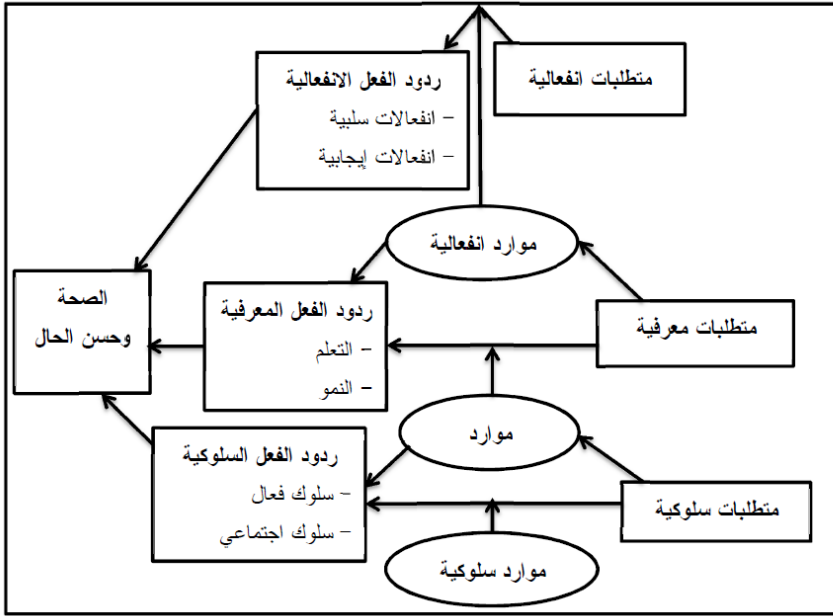 متطلبات انفعالية
ردود الفعل الانفعالية
- انفعالات سلبية
- انفعالات إيجابية
موارد انفعالية
الصحة
وحسن الحال
ردود الفعل المعرفية
- التعلم
- النمو
متطلبات معرفية
موارد
ردود الفعل السلوكية
- سلوك فعال
- سلوك اجتماعي
متطلبات سلوكية
موارد سلوكية